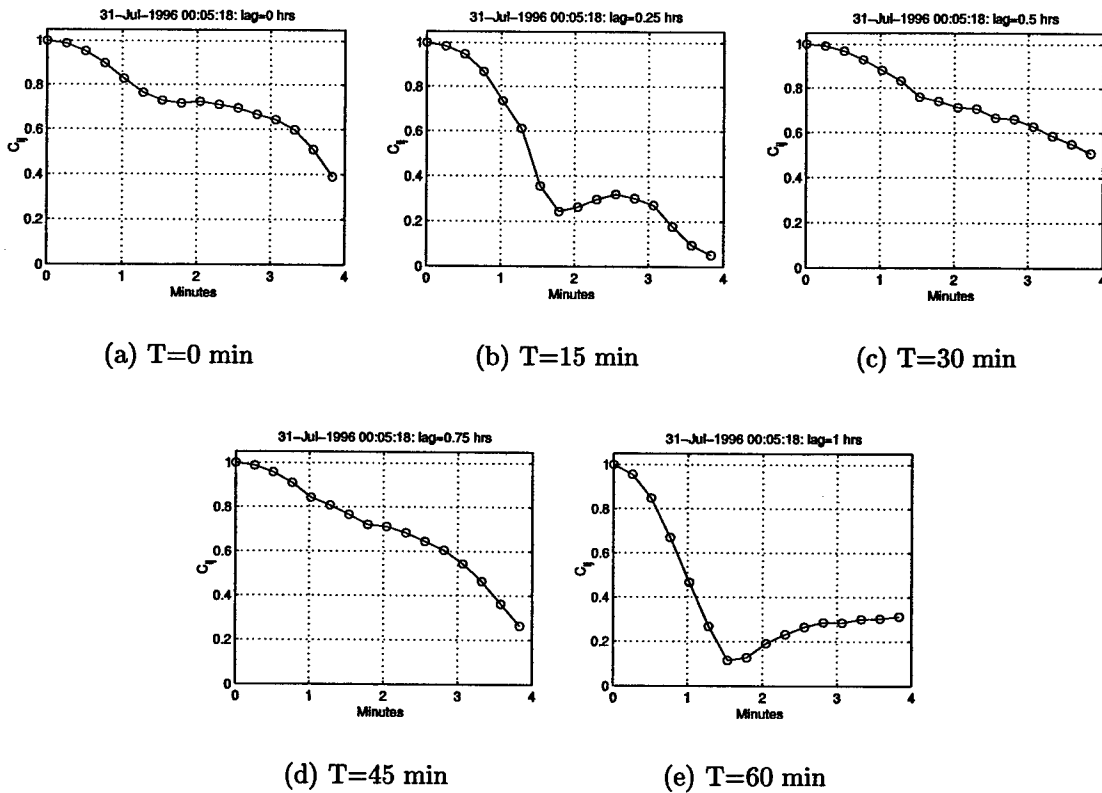 31-Jul-1996 00:05:18: lag=0 hrs
1
0.8
0.6
0.4
0.2
0
C_ij
0 1 2 3 4
Minutes
(a) T=0 min
31-Jul-1996 00:05:18: lag=0.25 hrs
1
0.8
0.6
0.4
0.2
0
C_ij
0 1 2 3 4
Minutes
(b) T=15 min
31-Jul-1996 00:05:18: lag=0.5 hrs
1
0.8
0.6
0.4
0.2
0
C_ij
0 1 2 3 4
Minutes
(c) T=30 min
31-Jul-1996 00:05:18: lag=0.75 hrs
1
0.8
0.6
0.4
0.2
0
C_ij
0 1 2 3 4
Minutes
(d) T=45 min
31-Jul-1996 00:05:18: lag=1 hrs
1
0.8
0.6
0.4
0.2
0
C_ij
0 1 2 3 4
Minutes
(e) T=60 min